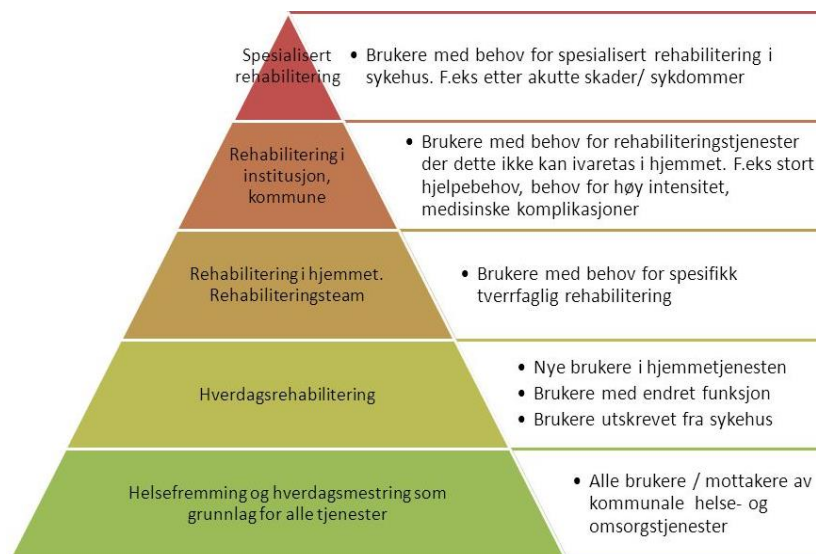 Spesialisert
rehabilitering
• Brukere med behov for spesialisert rehabilitering i
sykehus. F.eks etter akutte skader/ sykdommer
Rehabilitering i
institusjon,
kommune
• Brukere med behov for rehabiliteringstjenester
der dette ikke kan ivaretas i hjemmet. F.eks stort
hjelpebehov, behov for høy intensitet,
medisinske komplikasjoner
Rehabilitering i hjemmet.
Rehabiliteringsteam
• Brukere med behov for spesifikk
tverrfaglig rehabilitering
Hverdagsrehabilitering
• Nye brukere i hjemmetjenesten
• Brukere med endret funksjon
• Brukere utskrevet fra sykehus
Helsefremming og hverdagsmestring som
grunnlag for alle tjenester
• Alle brukere / mottakere av
kommunale helse- og
omsorgstjenester